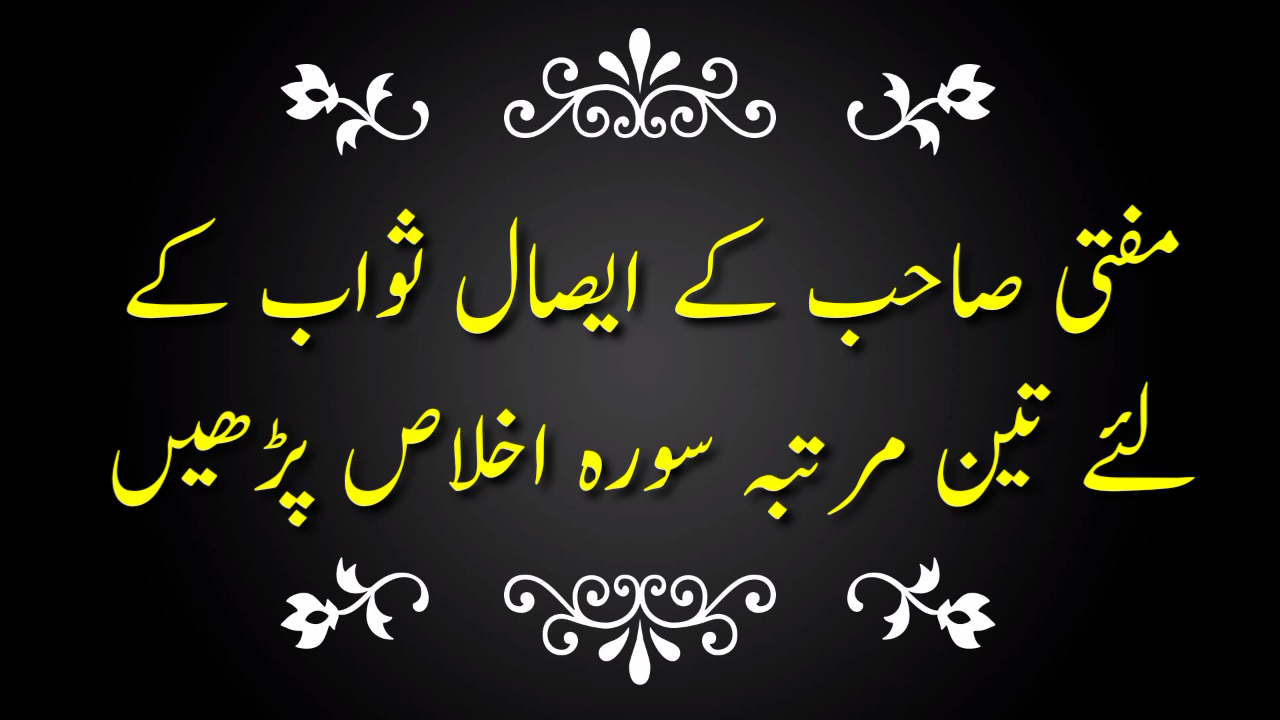 مفتی صاحب کے ایصال ثواب کے
لئے تین مرتبہ سورہ اخلاص پڑھیں